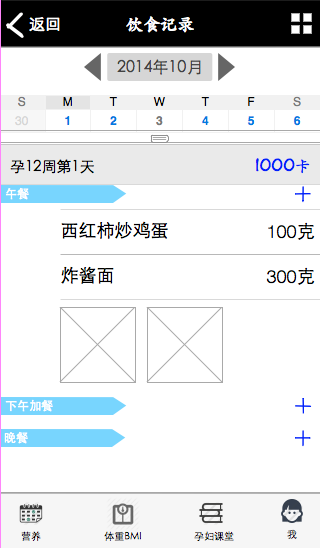 返回 饮食记录
2014年10月
S M T W T F S
30 1 2 3 4 5 6
孕12周第1天 1000卡
午餐 +
西红柿炒鸡蛋 100克
炸酱面 300克
下午加餐 +
晚餐 +
营养 体重BMI 孕妇课堂 我